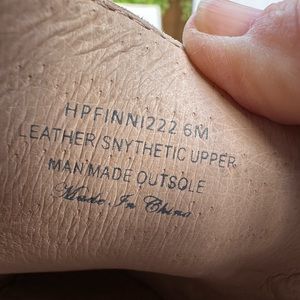 HPFINNI222 6M
LEATHER SNYTHETIC UPPER
MAN MADE OUTSOLE
Made In China